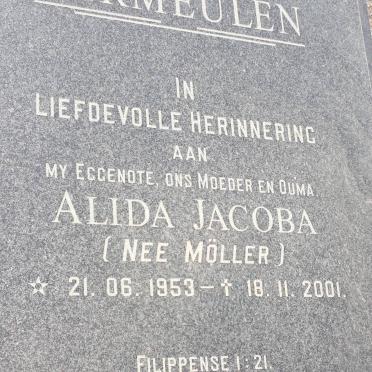 VERMEULEN
IN
LIEFDEVOLLE HERINNERING
AAN
MY EGGENOTE, ONS MOEDER EN OUMA
ALIDA JACOBA
( NEE MÖLLER )
☆ 21. 06. 1953 – † 18. 11. 2001.
FILIPPENSE 1 : 21.